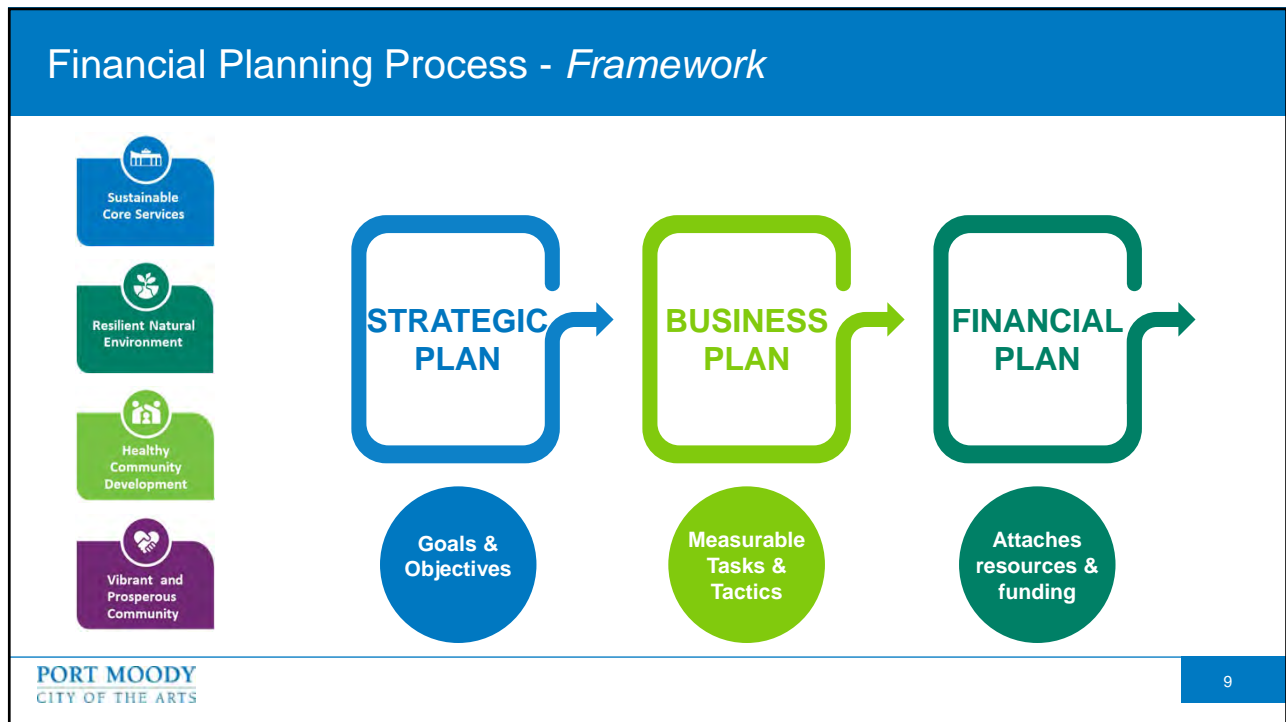 Financial Planning Process - Framework
Sustainable
Core Services
Resilient Natural
Environment
Healthy
Community
Development
Vibrant and
Prosperous
Community
STRATEGIC
PLAN
BUSINESS
PLAN
FINANCIAL
PLAN
Goals &
Objectives
Measurable
Tasks &
Tactics
Attaches
resources &
funding
PORT MOODY
CITY OF THE ARTS
9